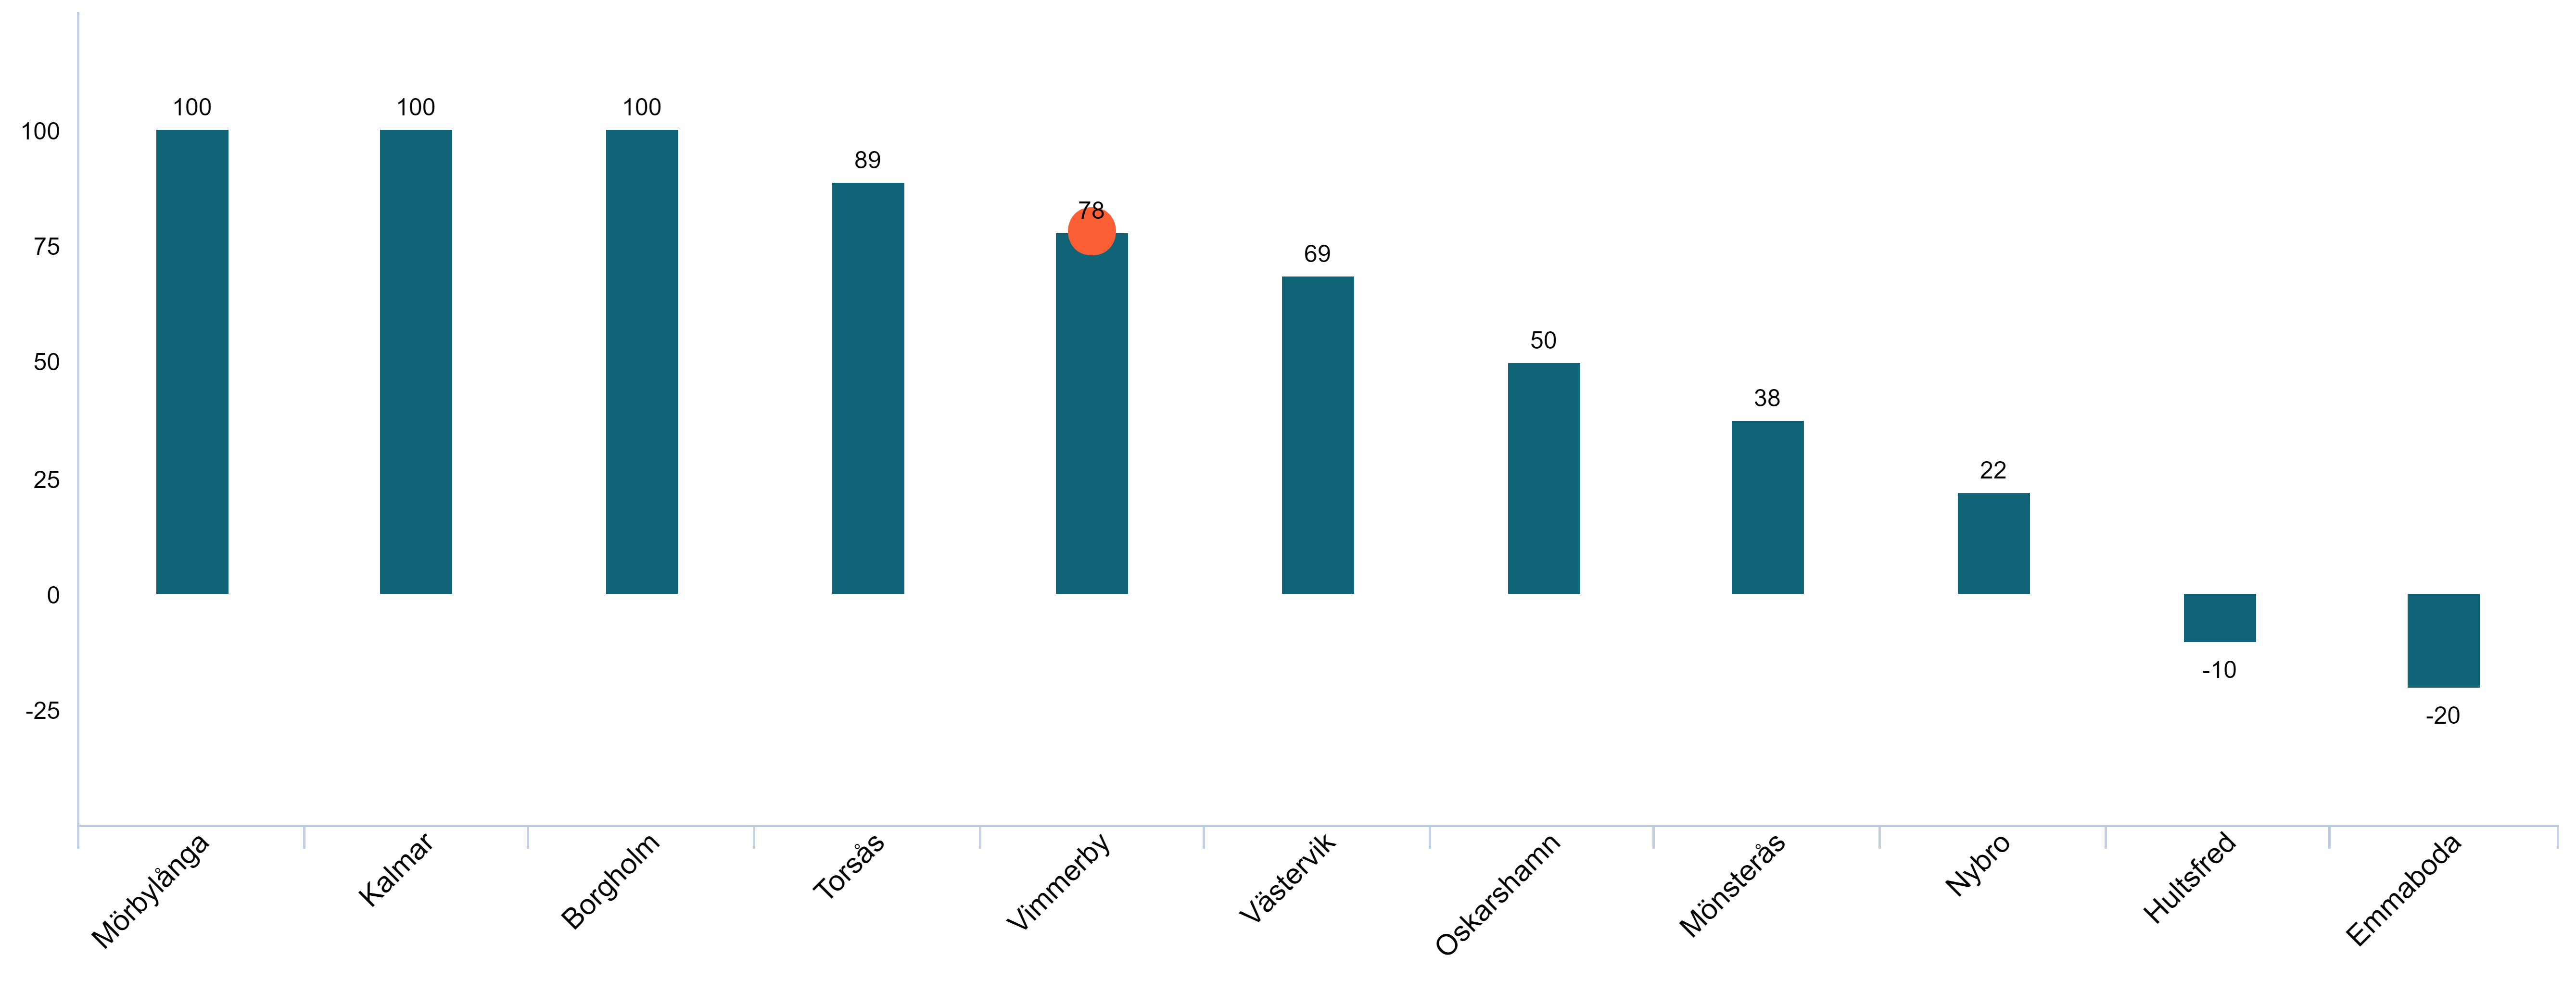 100
75
50
25
0
-25
100
100
100
89
78
69
50
38
22
-10
-20
Mörbylånga
Kalmar
Borgholm
Torsås
Vimmerby
Västervik
Oskarshamn
Mönsterås
Nybro
Hultsfred
Emmaboda